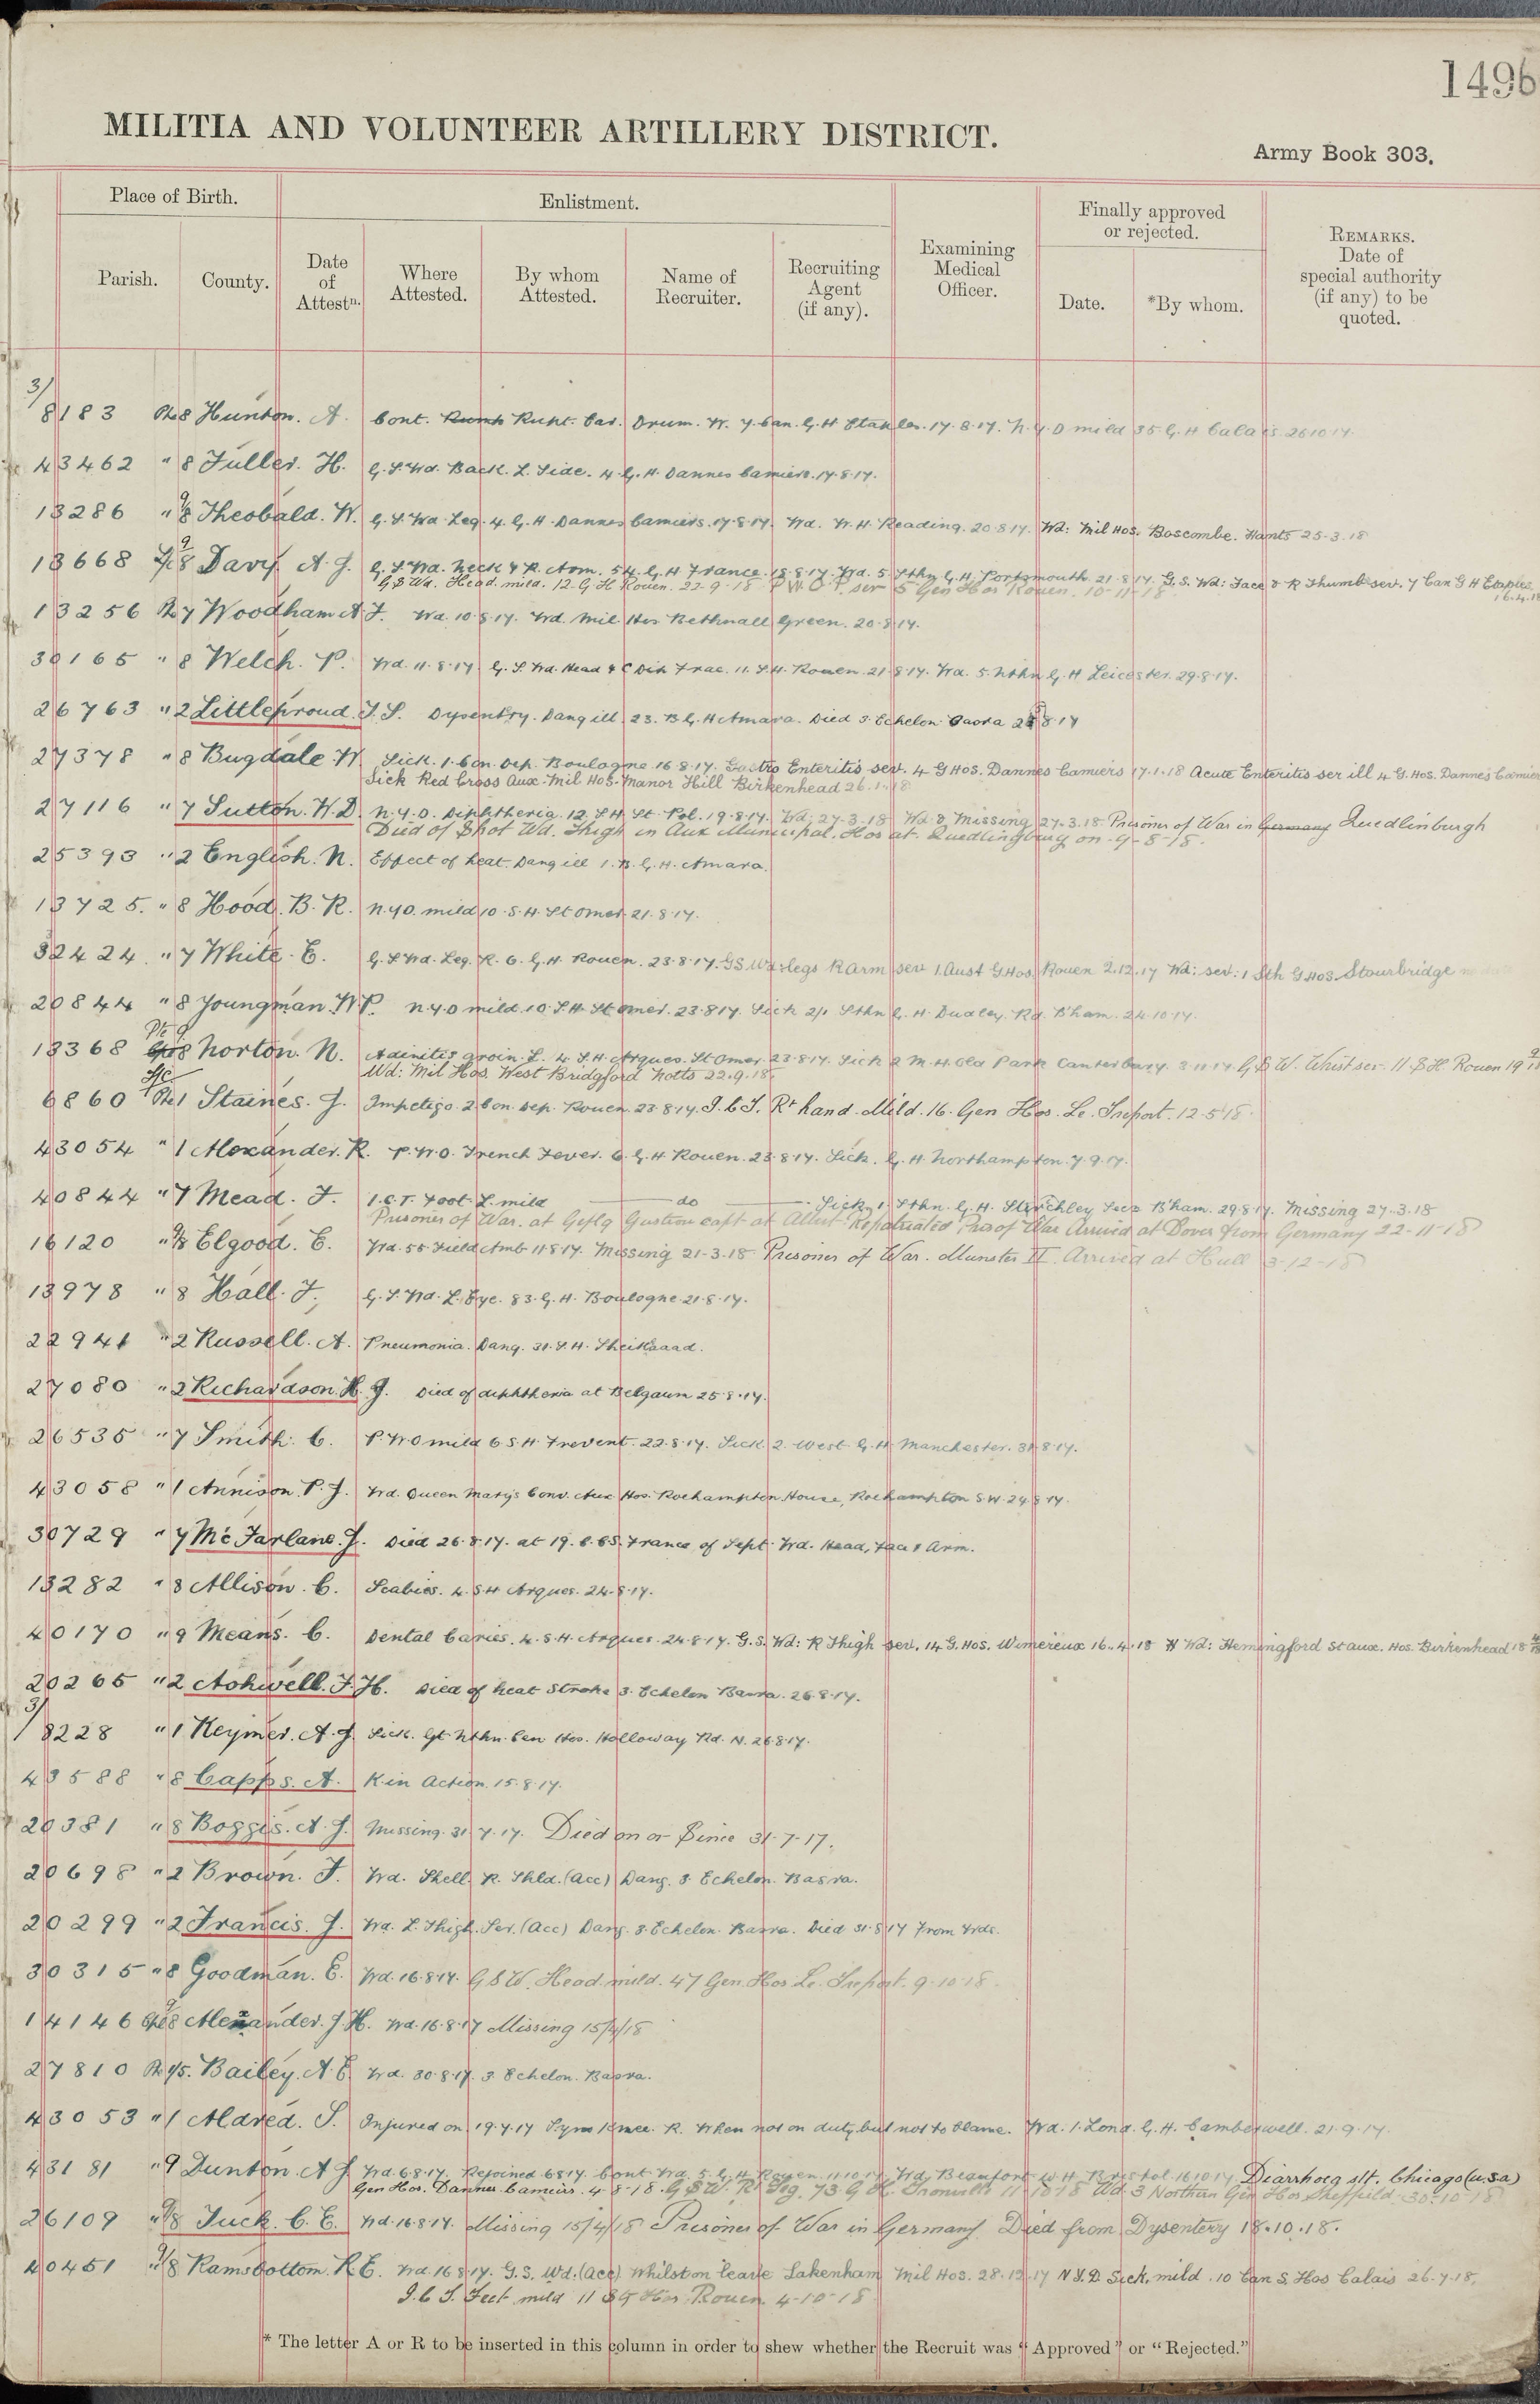 1496
MILITIA AND VOLUNTEER ARTILLERY DISTRICT.
Army Book 303.
Place of Birth. Enlistment. Finally approved or rejected.
Parish. County. Date of Attestn. Where Attested. By whom Attested. Name of Recruiter. Recruiting Agent (if any). Examining Medical Officer. Date. *By whom. REMARKS. Date of special authority (if any) to be quoted.
3/
8183 Pte 8 Hunton. A. Cont. Car. Drum. W. 7. Can. G. H Etaples. 17.8.17. N.Y.D mild 35 G. H Calais 26 10 17.
43462 " 8 Fuller. H. G. S Wd. Back. L. Side. 4. G. H. Dannes Camiers. 17.8.17.
13286 " 9/8 Theobald. W. G. S. Wd Leg. 4. G. H. Dannes Camiers. 17.8.17. Wd. W. H. Reading. 20.8.17. Wd: Mil Hos. Boscombe. Hants 25-3-18
13668 L/c 9/8 Davy A. J. G. S. Wd. Neck & R. Arm. 54. G. H France. 18.8.17. Wd. 5 Sthn G. H. Portsmouth. 21.8.17. G. S. Wd: Face & R Thumb sev. 7 Can G H Etaples
16.4.18
G S Wd. Head. mild. 12. G H Rouen. 22-9-18 5 Gen Hos Rouen. 10-11-18
13256 Pte 7 Woodham A J. Wd. 10.8.17. Wd. Mil Hos Bethnall Green. 20.8.17.
30165 " 8 Welch. P. Wd. 11.8.17. G. S. Wd. Head & C Dis Frac. 11. S. H. Rouen. 21.8.17. Wd. 5. Nthn G. H Leicester. 29.8.17.
26763 " 2 Littleproud. J. S. Dysentry. Dang ill. 23. B. G. H Amara. Died 3. Echelon Basra 28.8.17
27378 " 8 Bugdale. W. Sick. 1. Con. Dep. Boulogne. 16.8.17. Gastro Enteritis sev. 4 G HOS. Dannes Camiers 17.1.18 Acute Enteritis ser ill 4 G. HOS. Dannes Camiers
Sick Red Cross Aux. Mil HOS. Manor Hill Birkenhead 26.1.18
27116 " 7 Sutton. W. D. N. Y. D. Diphtheria. 12. S H St Pol. 19.8.17. Wd; 27-3-18 Wd & Missing 27-3-18 Prisoner of War in Germany Quedlinburgh
Died of Shot Wd. Thigh in Aux Municipal. Hos at. Quedlingburg on. 9-8-18.
25393 " 2 English. N. Effect of heat. Dang ill 1. B. G. H. Amara.
13725. " 8 Hood. B. R. N.Y.D. mild 10. S. H. St Omer. 21.8.17.
32424. " 7 White. E. G. S Wd. Leg. R. 6. G. H. Rouen. 23.8.17. G S Wd: legs R Arm sev 1. Aust G. Hos. Rouen 2.12.17 Wd: sev: 1 Sth G HOS Stourbridge
20844 " 8 Youngman. W P. N.Y.D mild. 10. S. H. St Omer. 23.8.17. Sick 2/1 Sthn G. H. Dudley. Rd. B'ham. 24.10.17.
Pte 9
13368 Norton. N. Adinitis groin. L. 4. S. H. Arques. St Omer. 23.8.17. Sick 2 M. H. Old Park Canterbury. G S W. Whist ser. 11. S H Rouen 19 9 18
Wd: Mil Hos. West Bridgford Notts 22.9.18.
6860 Pte 1 Staines. J. Impetigo. 2 Con. Dep. Rouen. 23.8.17. I. C T. Rt hand. Mild. 16. Gen Hos. Le. Treport. 12-5-18.
43054 " 1 Alexander. R. P. U. O. Trench Fever. 6. G. H Rouen. 23.8.17. Sick. G. H Northampton. 7.9.17.
40844 " 7 Mead. F. I. C. T. Foot. L. mild — do — Sick, 1 Sthn. G. H. Stirchley Secs B'ham. 29.8.17. Missing 27-3-18
Prisoner of War. at capt at Albert Repatriated Pris of War Arrived at Dover from Germany 22-11-18
16120 " 9/8 Elgood. E. Wd. 55 Field Amb 11.8.17. Missing 21-3-18 Prisoner of War. Munster II. Arrived at Hull 3-12-18
13978 " 8 Hall. F, G. S. Wd. L. Eye. 83. G. H. Boulogne. 21.8.17.
22941 " 2 Russell. A. Pneumonia. Dang. 31. S. H. Sheiksaad.
27080 " 2 Richardson. H. J. Died of diphtheria at Belgaum 25.8.17.
26535 " 7 Smith. C. P. U O mild 6 S. H. Frevent. 22.8.17. Sick 2. West. G. H. Manchester. 31.8.17.
43058 " 1 Annison. P. J. Wd. Queen Mary's Conv. Aux Hos. Roehampton House, Roehampton S. W. 24.8.17.
30729 " 7 McFarlane. J. Died 26.8.17. at 19. C. C S. France of Sept Wd. Head, face & Arm.
13282 " 8 Allison. C. Scabies. 4. S. H Arques. 24.8.17.
40170 " 9 Means. C. Dental Caries. 4. S. H. Arques. 24.8.17. G. S. Wd: R Thigh sev. 14 G. HOS. Wimereux 16.4.18 Wd: Hemingford St aux. Hos. Birkenhead 18
20265 " 2 Ashwell. F. H. Died of heat Stroke 3. Echelon Basra. 26.8.17.
3/
8228 " 1 Keymer. A. J. Sick. Gt Nthn. Cen Hos. Holloway Rd. N. 26.8.17.
43588 " 8 Capps. A. K in Action. 15.8.17.
20381 " 8 Boggis. A. J. Missing. 31.7.17. Died on or Since 31-7-17.
20698 " 2 Brown. F. Wd. Shell R. Shld. (Acc) Dang. 3. Echelon. Basra.
20299 " 2 Francis. J. Wd. L. Thigh. Sev. (Acc) Dang. 3. Echelon. Basra. Died 31.8.17 From Wds.
30315 " 8 Goodman. E. Wd. 16.8.17. G S W. Head. mild. 47 Gen. Hos. Le. Treport. 9-10-18.
14146 Alexander. J. H. Wd. 16.8.17 Missing 15/4/18
27810 Pte 1/5. Bailey. A. E. Wd. 30.8.17. 3. Echelon. Basra.
43053 " 1 Aldred. S. Injured on 19.7.17 Knee. R. When not on duty but not to blame. Wd. 1. Lond. G. H. Camberwell. 21.9.17.
43181 " 9 Dunton. A J Wd. 6.8.17. Rejoined 6.8.17. Cont Wd. 5. G. H. Rouen. 11.10.17. Wd. Beaufort W. H. Bristol. 16.10.17 Diarrhoea slt. Chicago (U.S.A)
Gen Hos. Dannes. Camiers. 4-8-18. G S W. Rt Leg. 73 G H. Trouville 11-10-18 Wd. 3 Northern Gen Hos Sheffield. 30-10-18
26109 " 9/8 Tuck. C. E. Wd. 16.8.17. Missing 15/4/18 Prisoner of War in Germany Died from Dysentery 18.10.18.
40451 " 9/8 Ramsbottom. R E. Wd. 16.8.17. G. S. Wd. (acc) whilst on leave Lakenham Mil Hos. 28.12.17 N Y. D. Sick, mild. 10 Can S. Hos Calais 26-7-18,
I. C T. Feet mild 11 Hos Rouen. 4-10-18
* The letter A or R to be inserted in this column in order to shew whether the Recruit was "Approved" or "Rejected."